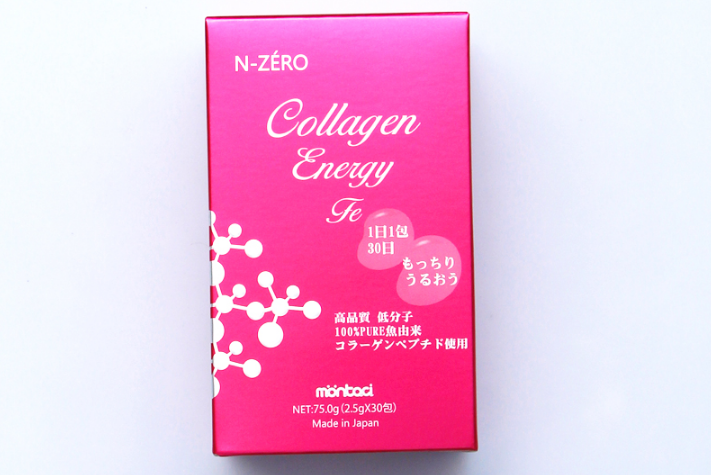 N-ZÉRO
Collagen
Energy
Fe
1日1包
30日
もっちり
うるおう
高品質 低分子
100%PURE魚由来
コラーゲンペプチド使用
montaci
NET:75.0g(2.5gX30包)
Made in Japan